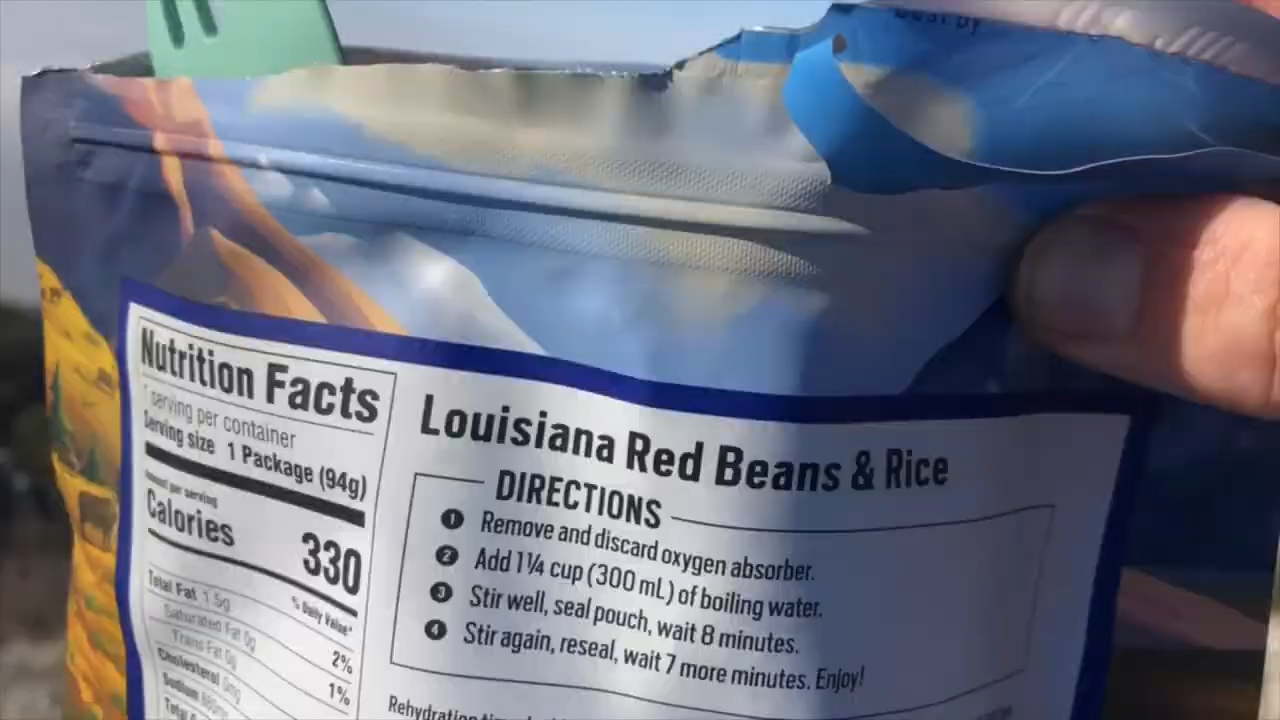 Best by
Nutrition Facts
1 serving per container
Serving size 1 Package (94g)
Amount per serving
Calories 330
% Daily Value*
Total Fat 1.5g 2%
Saturated Fat 0g 1%
Trans Fat 0g
Cholesterol 0mg
Sodium
Total
Louisiana Red Beans & Rice
DIRECTIONS
1 Remove and discard oxygen absorber.
2 Add 1¼ cup (300 mL) of boiling water.
3 Stir well, seal pouch, wait 8 minutes.
4 Stir again, reseal, wait 7 more minutes. Enjoy!
Rehydration